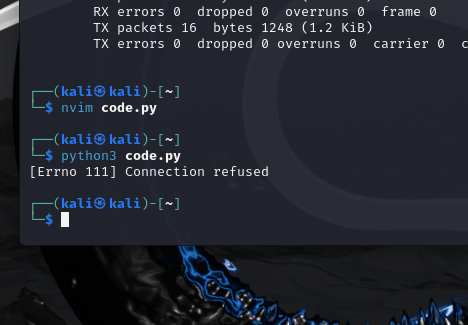 RX errors 0 dropped 0 overruns 0 frame 0
TX packets 16 bytes 1248 (1.2 KiB)
TX errors 0 dropped 0 overruns 0 carrier 0 c
┌──(kali㉿kali)-[~]
└─$ nvim code.py
┌──(kali㉿kali)-[~]
└─$ python3 code.py
[Errno 111] Connection refused
┌──(kali㉿kali)-[~]
└─$